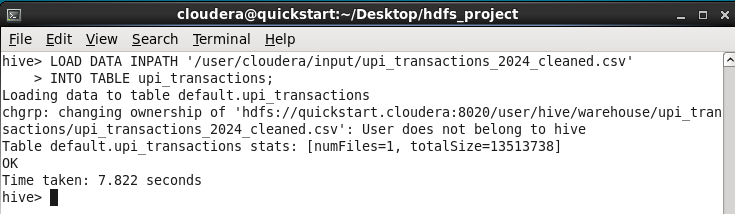 cloudera@quickstart:~/Desktop/hdfs_project
File Edit View Search Terminal Help
hive> LOAD DATA INPATH '/user/cloudera/input/upi_transactions_2024_cleaned.csv'
    > INTO TABLE upi_transactions;
Loading data to table default.upi_transactions
chgrp: changing ownership of 'hdfs://quickstart.cloudera:8020/user/hive/warehouse/upi_tran
sactions/upi_transactions_2024_cleaned.csv': User does not belong to hive
Table default.upi_transactions stats: [numFiles=1, totalSize=13513738]
OK
Time taken: 7.822 seconds
hive>